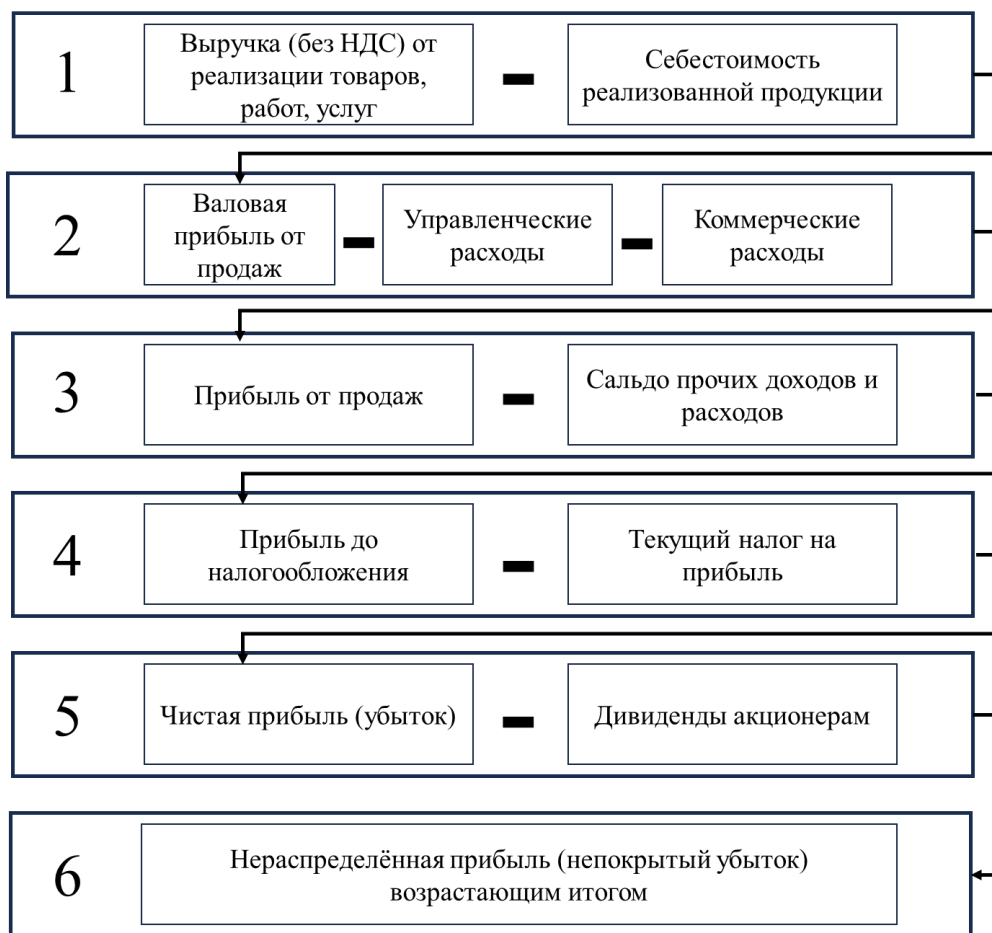 1
Выручка (без НДС) от
реализации товаров,
работ, услуг
-
Себестоимость
реализованной продукции
2
Валовая
прибыль от
продаж
-
Управленческие
расходы
-
Коммерческие
расходы
3
Прибыль от продаж
-
Сальдо прочих доходов и
расходов
4
Прибыль до
налогообложения
-
Текущий налог на
прибыль
5
Чистая прибыль (убыток)
-
Дивиденды акционерам
6
Нераспределённая прибыль (непокрытый убыток)
возрастающим итогом